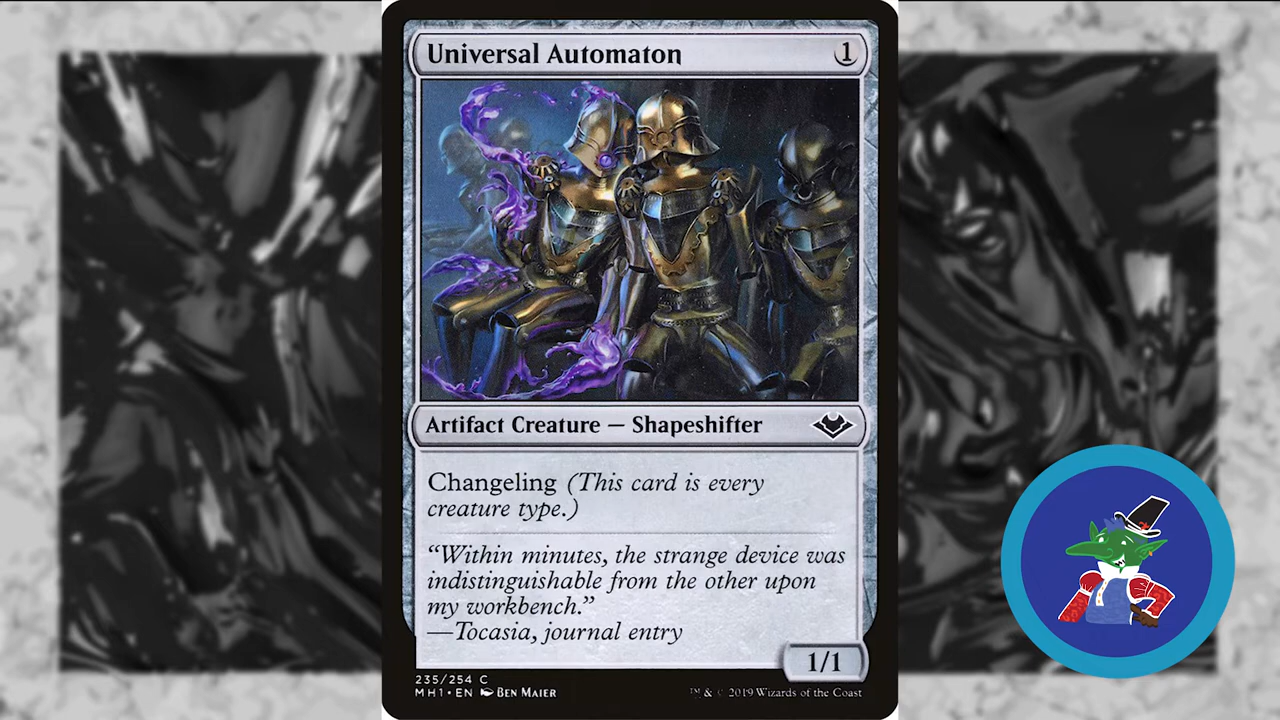 Universal Automaton 1
Artifact Creature — Shapeshifter
Changeling (This card is every
creature type.)
“Within minutes, the strange device was
indistinguishable from the other upon
my workbench.”
—Tocasia, journal entry
1/1
235/254 C
MH1 • EN Ben Maier
™ & © 2019 Wizards of the Coast